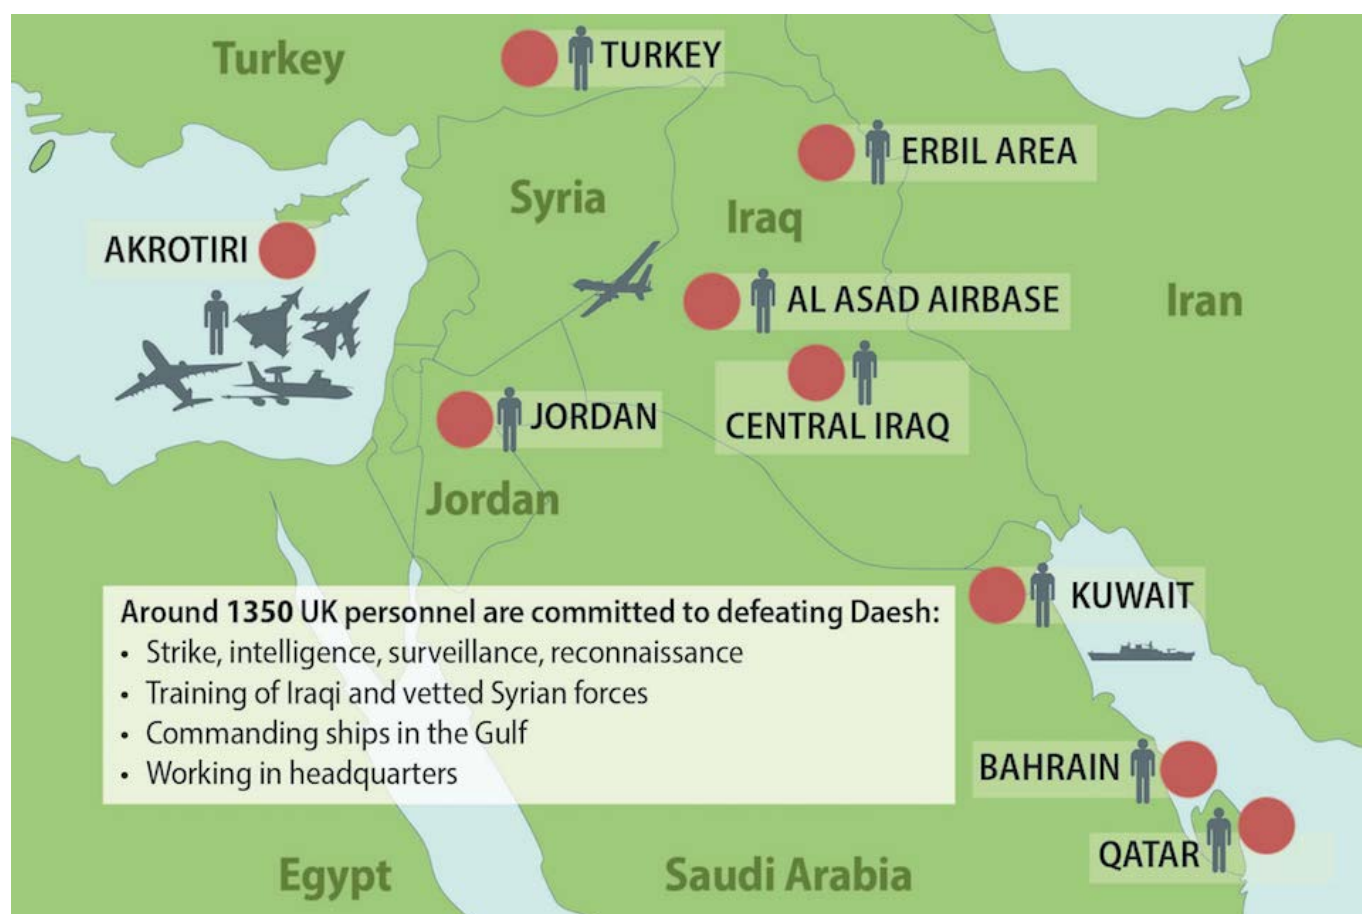 Turkey
TURKEY
ERBIL AREA
Syria
Iraq
AKROTIRI
AL ASAD AIRBASE
Iran
JORDAN
CENTRAL IRAQ
Jordan
Around 1350 UK personnel are committed to defeating Daesh:
• Strike, intelligence, surveillance, reconnaissance
• Training of Iraqi and vetted Syrian forces
• Commanding ships in the Gulf
• Working in headquarters
KUWAIT
BAHRAIN
QATAR
Egypt
Saudi Arabia